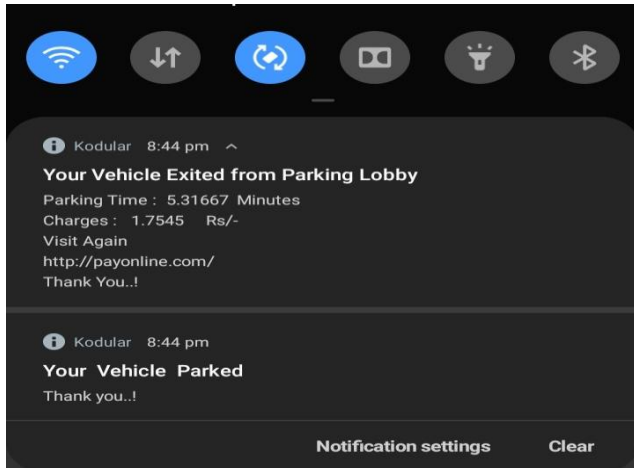 Kodular 8:44 pm
Your Vehicle Exited from Parking Lobby
Parking Time : 5.31667 Minutes
Charges : 1.7545 Rs/-
Visit Again
http://payonline.com/
Thank You..!
Kodular 8:44 pm
Your Vehicle Parked
Thank you..!
Notification settings Clear